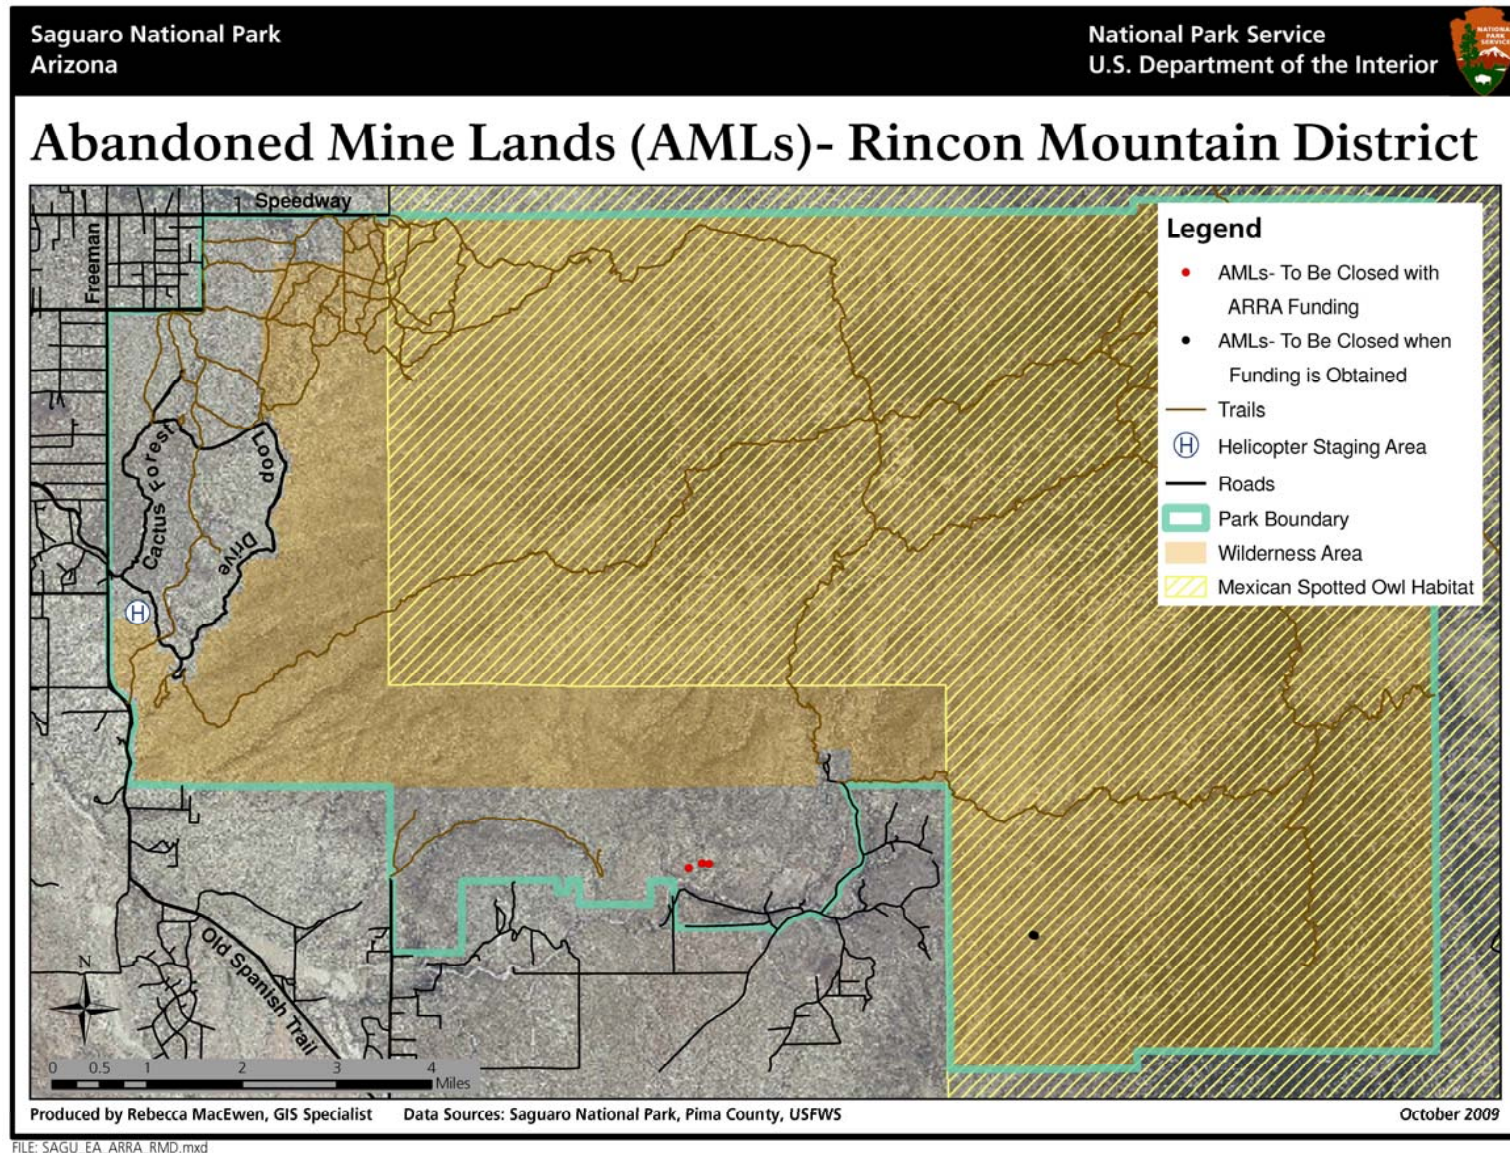 Saguaro National Park
Arizona
National Park Service
U.S. Department of the Interior
NATIONAL
PARK
SERVICE
Abandoned Mine Lands (AMLs)- Rincon Mountain District
Speedway
Freeman
Cactus Forest
Loop
Drive
Old Spanish Trail
Legend
AMLs- To Be Closed with
ARRA Funding
AMLs- To Be Closed when
Funding is Obtained
Trails
H
Helicopter Staging Area
Roads
Park Boundary
Wilderness Area
Mexican Spotted Owl Habitat
H
N
0 0.5 1 2 3 4
Miles
Produced by Rebecca MacEwen, GIS Specialist
Data Sources: Saguaro National Park, Pima County, USFWS
October 2009
FILE: SAGU_EA_ARRA_RMD.mxd